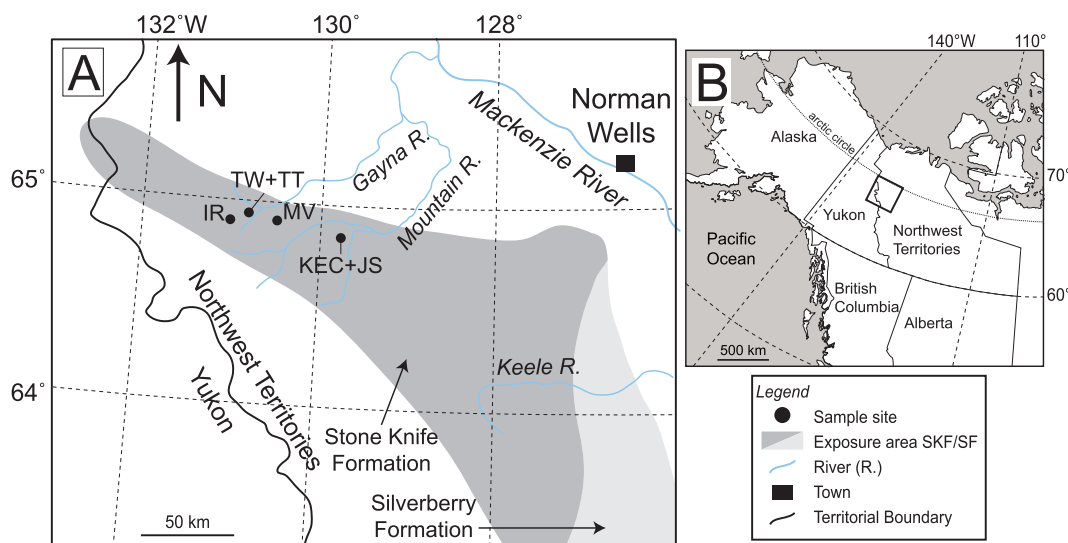 132°W
130°
128°
A
N
65°
64°
TW+TT
IR
MV
KEC+JS
Gayna R.
Mountain R.
Mackenzie River
Norman
Wells
Northwest Territories
Yukon
Keele R.
Stone Knife
Formation
Silverberry
Formation
50 km
140°W
110°
B
Alaska
arctic circle
70°
Yukon
Northwest
Territories
Pacific
Ocean
British
Columbia
Alberta
60°
500 km
Legend
Sample site
Exposure area SKF/SF
River (R.)
Town
Territorial Boundary